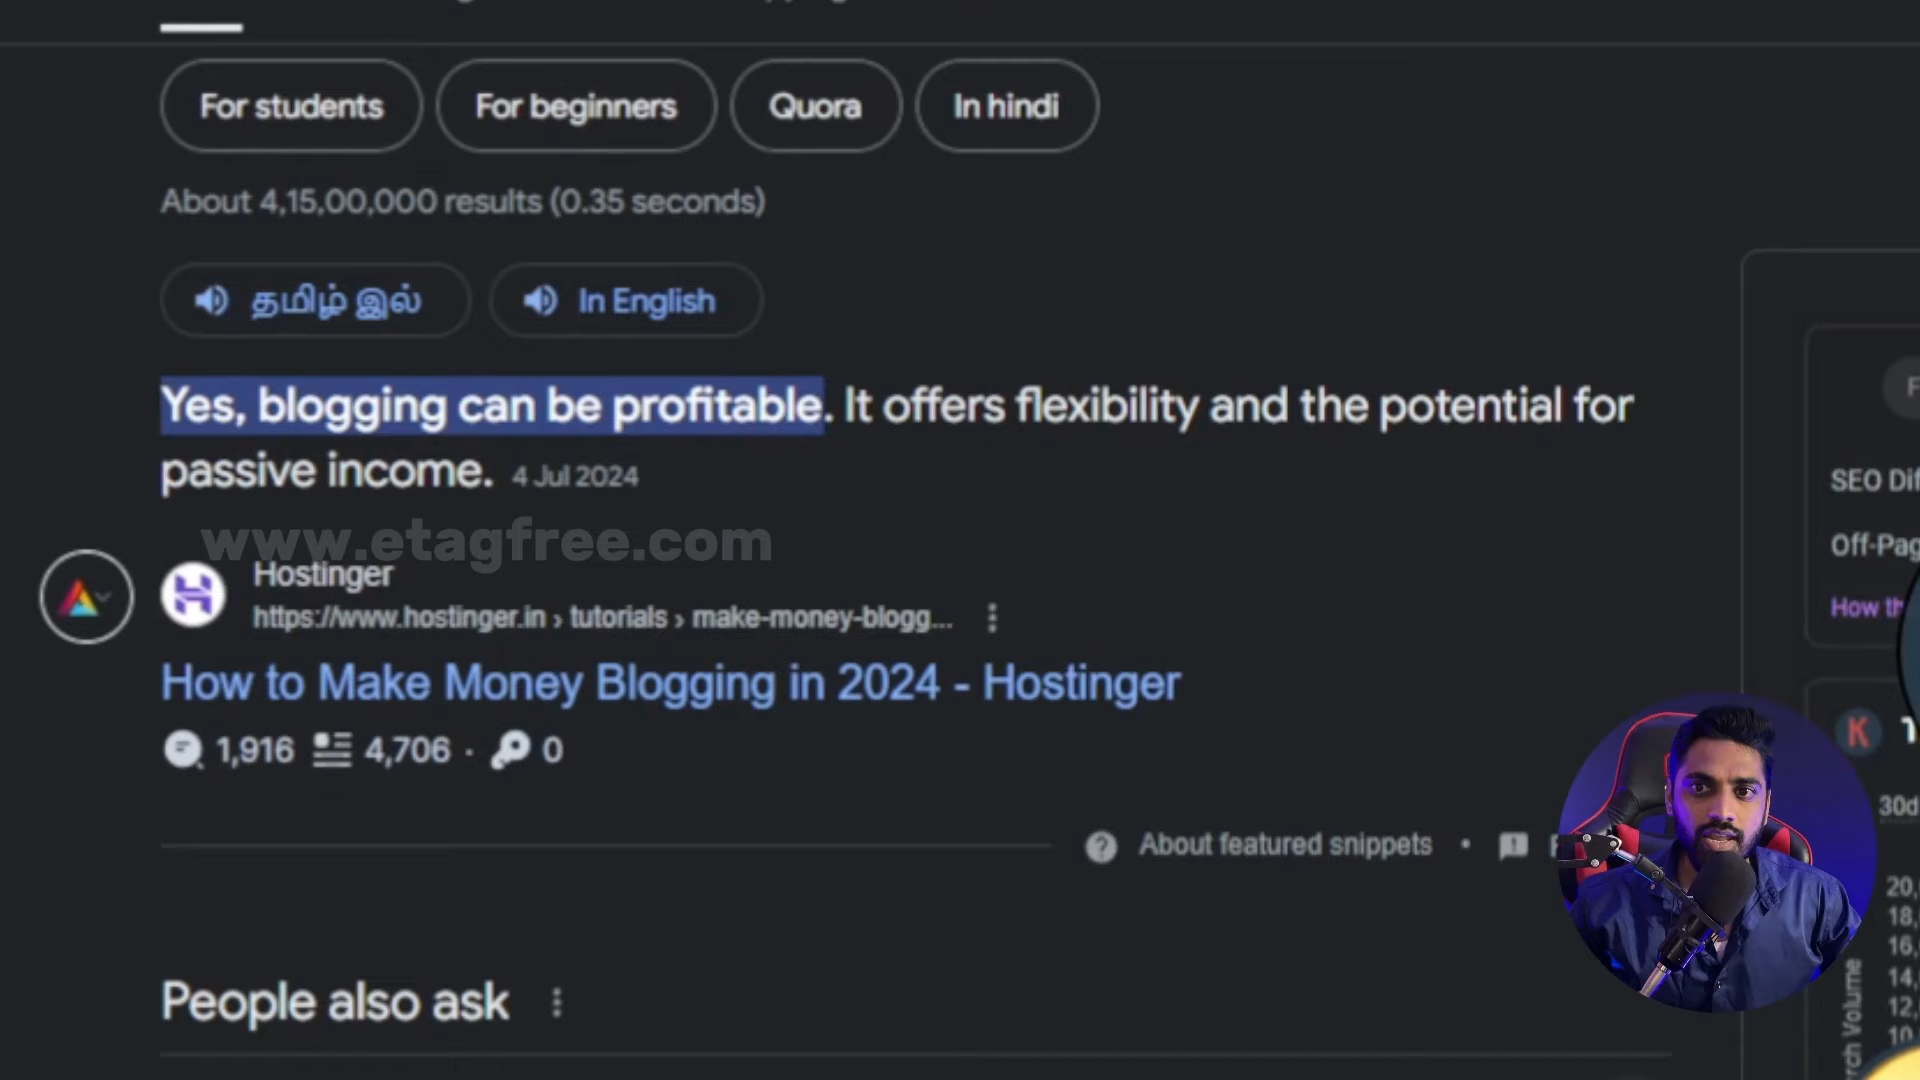 For students
For beginners
Quora
In hindi
About 4,15,00,000 results (0.35 seconds)
தமிழ் இல்
In English
Yes, blogging can be profitable. It offers flexibility and the potential for
passive income. 4 Jul 2024
www.etagfree.com
Hostinger
https://www.hostinger.in › tutorials › make-money-blogg...
How to Make Money Blogging in 2024 - Hostinger
1,916 4,706 · 0
About featured snippets
People also ask
SEO
How
K
30d
20,
18,
16,
14,
12,
10
Volume